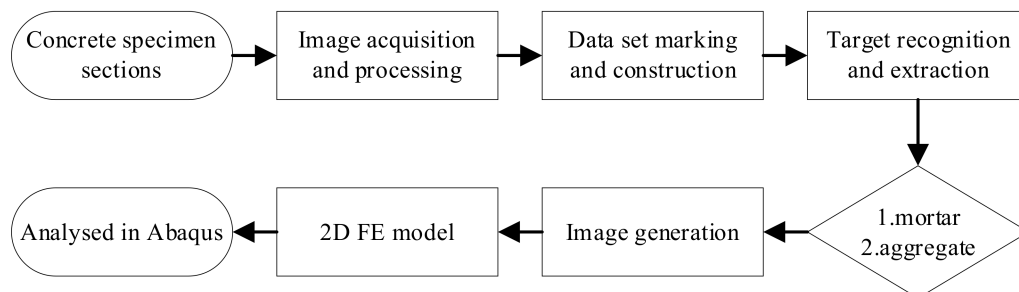 Concrete specimen
sections
Image acquisition
and processing
Data set marking
and construction
Target recognition
and extraction
1.mortar
2.aggregate
Image generation
2D FE model
Analysed in Abaqus